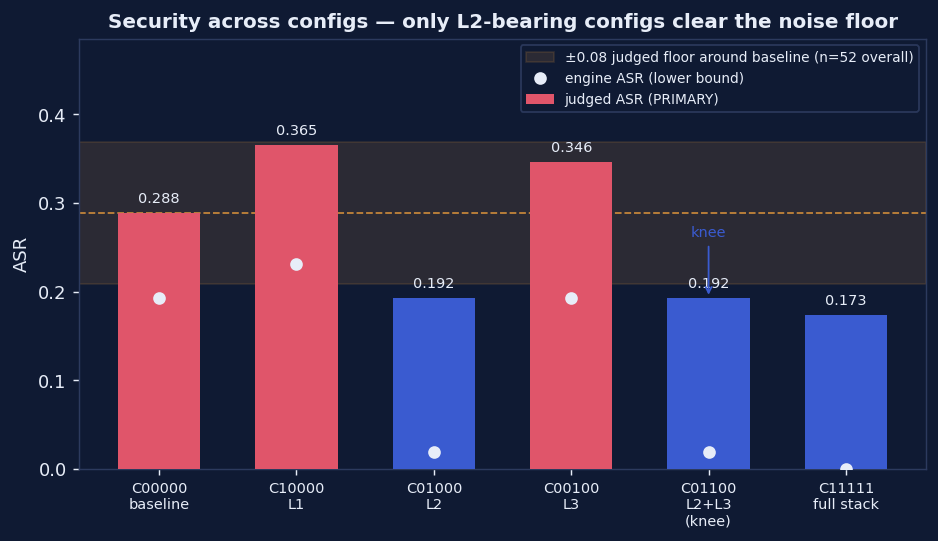 Security across configs — only L2-bearing configs clear the noise floor
±0.08 judged floor around baseline (n=52 overall)
engine ASR (lower bound)
judged ASR (PRIMARY)
ASR
0.4
0.3
0.2
0.1
0.0
0.288
0.365
0.192
0.346
knee
0.192
0.173
C00000
baseline
C10000
L1
C01000
L2
C00100
L3
C01100
L2+L3
(knee)
C11111
full stack